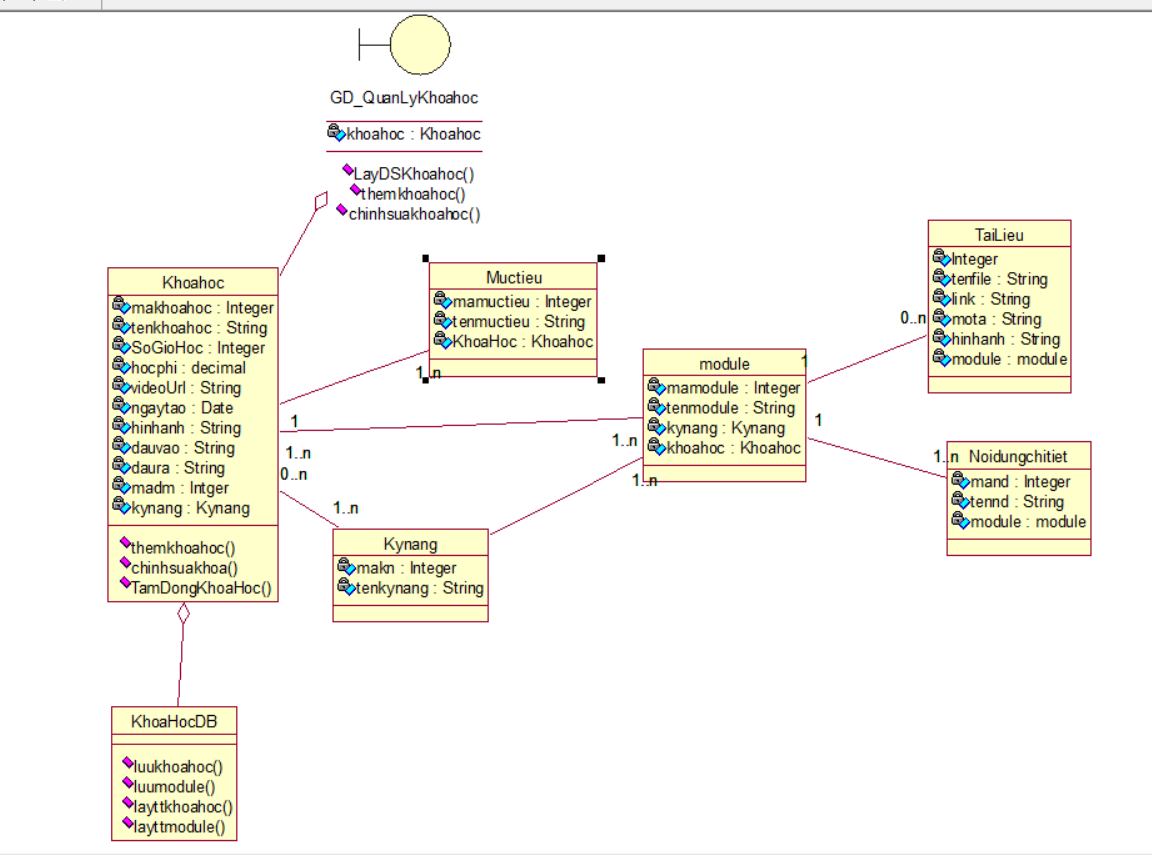 GD_QuanLyKhoahoc
khoahoc : Khoahoc
LayDSKhoahoc()
themkhoahoc()
chinhsuakhoahoc()
Khoahoc
makhoahoc : Integer
tenkhoahoc : String
SoGioHoc : Integer
hocphi : decimal
videoUrl : String
ngaytao : Date
hinhanh : String
dauvao : String
daura : String
madm : Intger
kynang : Kynang
themkhoahoc()
chinhsuakhoa()
TamDongKhoaHoc()
Muctieu
mamuctieu : Integer
tenmuctieu : String
KhoaHoc : Khoahoc
1..n
1
1..n
0..n
1..n
Kynang
makn : Integer
tenkynang : String
module
mamodule : Integer
tenmodule : String
kynang : Kynang
khoahoc : Khoahoc
1
1..n
1..n
1
TaiLieu
Integer
tenfile : String
link : String
mota : String
hinhanh : String
module : module
0..n
1..n
Noidungchitiet
mand : Integer
tennd : String
module : module
KhoaHocDB
luukhoahoc()
luumodule()
layttkhoahoc()
layttmodule()